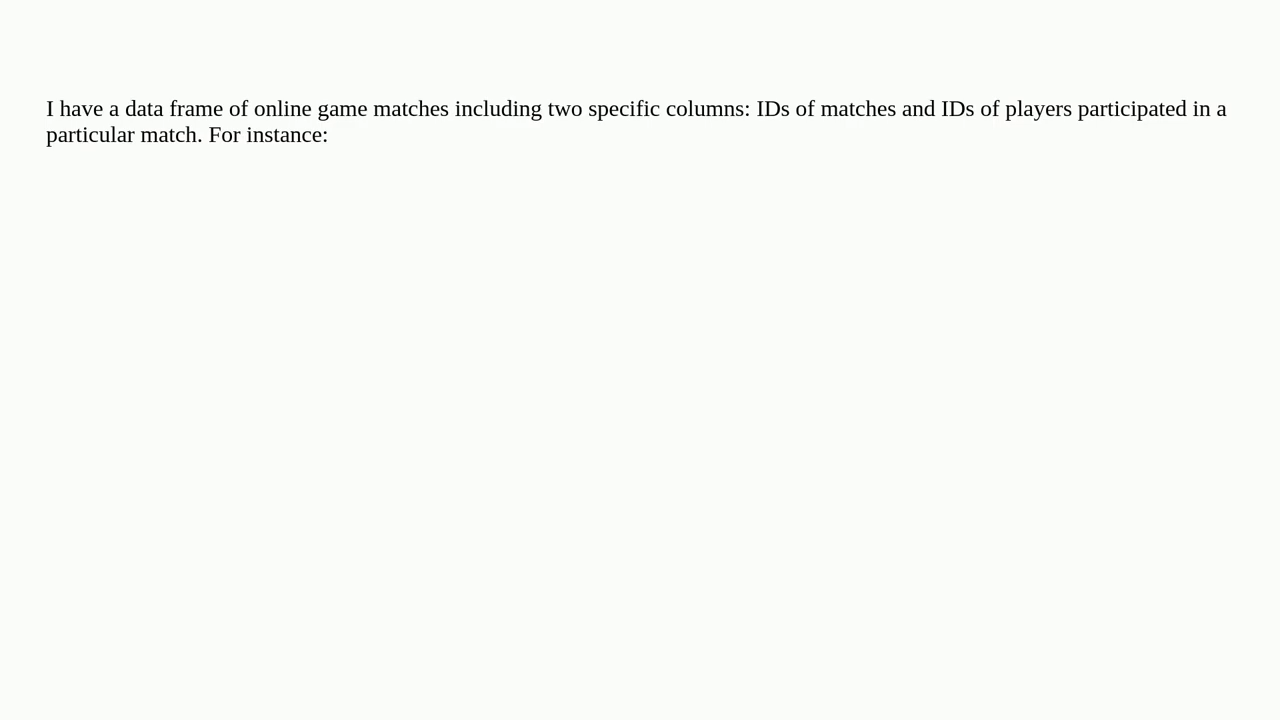 I have a data frame of online game matches including two specific columns: IDs of matches and IDs of players participated in a
particular match. For instance: